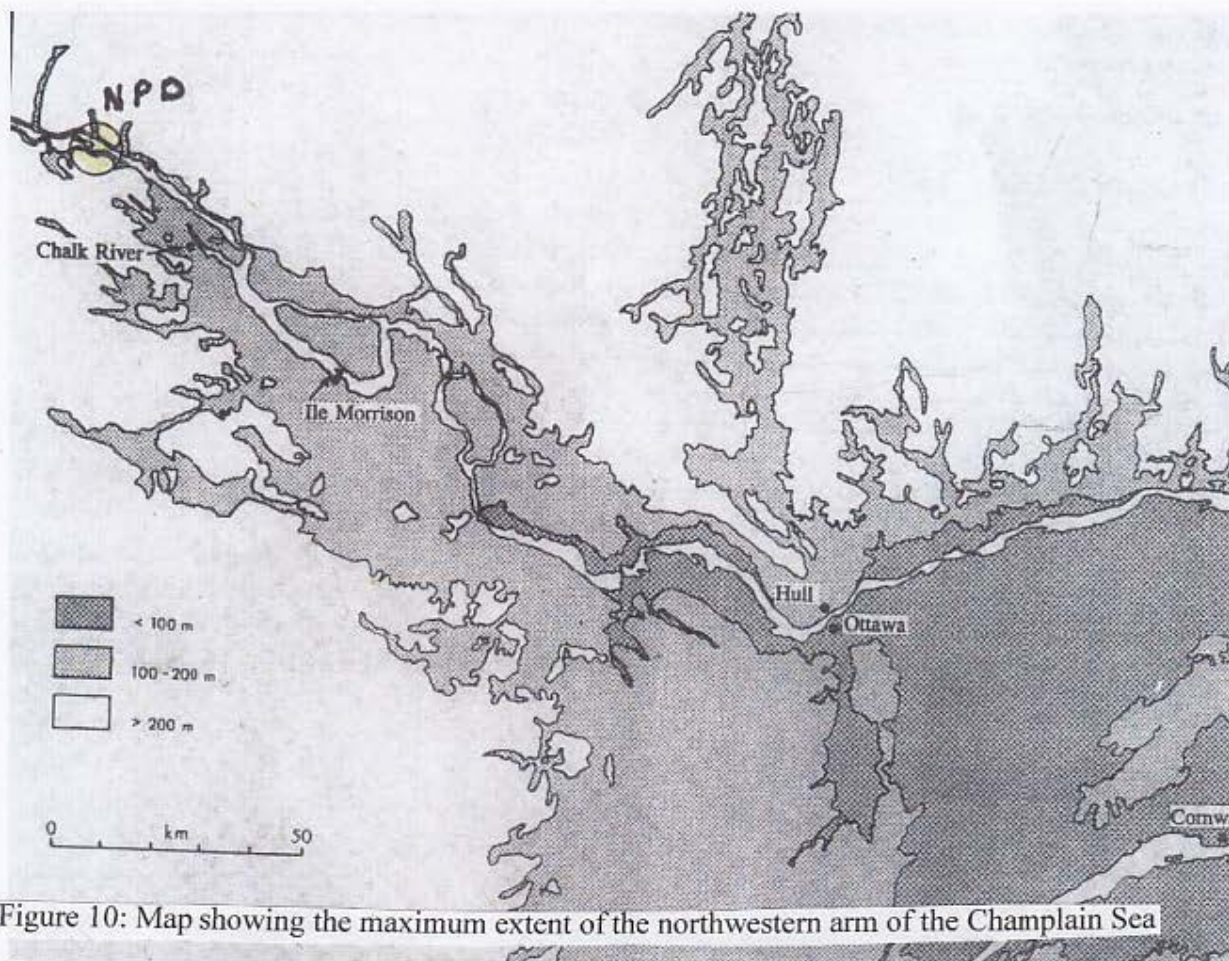 NPD
Chalk River
Ile Morrison
Hull
Ottawa
< 100 m
100-200 m
> 200 m
0 km 50
Cornw
Figure 10: Map showing the maximum extent of the northwestern arm of the Champlain Sea